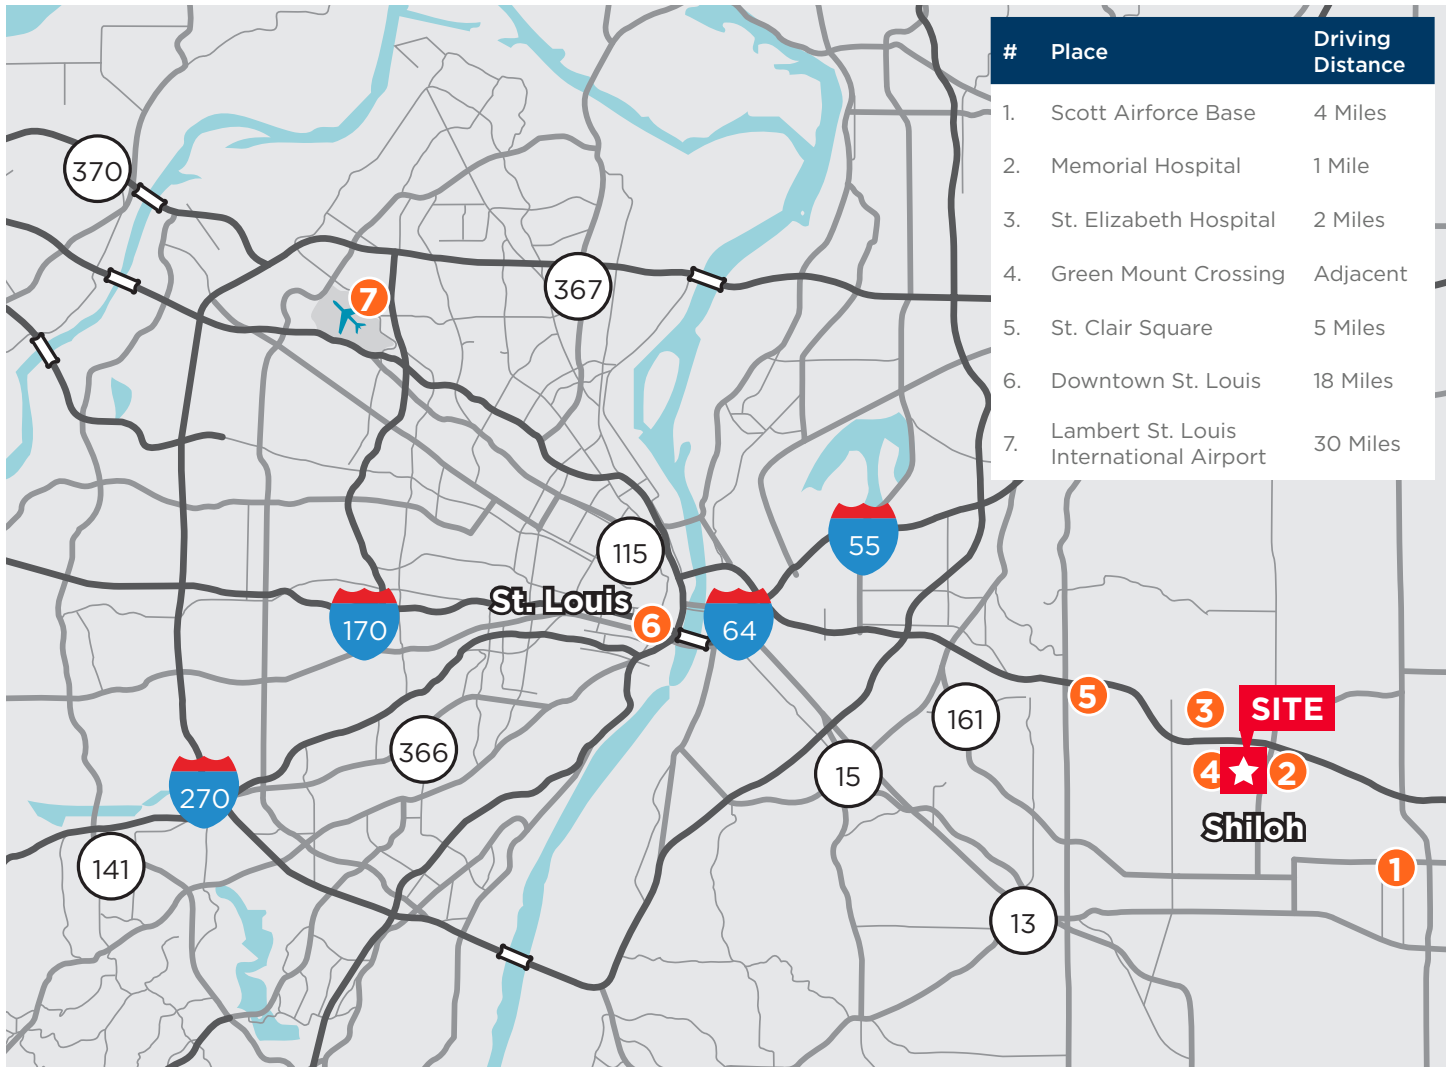 # Place Driving
Distance
1. Scott Airforce Base 4 Miles
2. Memorial Hospital 1 Mile
3. St. Elizabeth Hospital 2 Miles
4. Green Mount Crossing Adjacent
5. St. Clair Square 5 Miles
6. Downtown St. Louis 18 Miles
7. Lambert St. Louis
International Airport 30 Miles
370
7
367
55
115
St. Louis
6
170
64
5
3
SITE
161
366
15
4
2
270
Shiloh
141
1
13